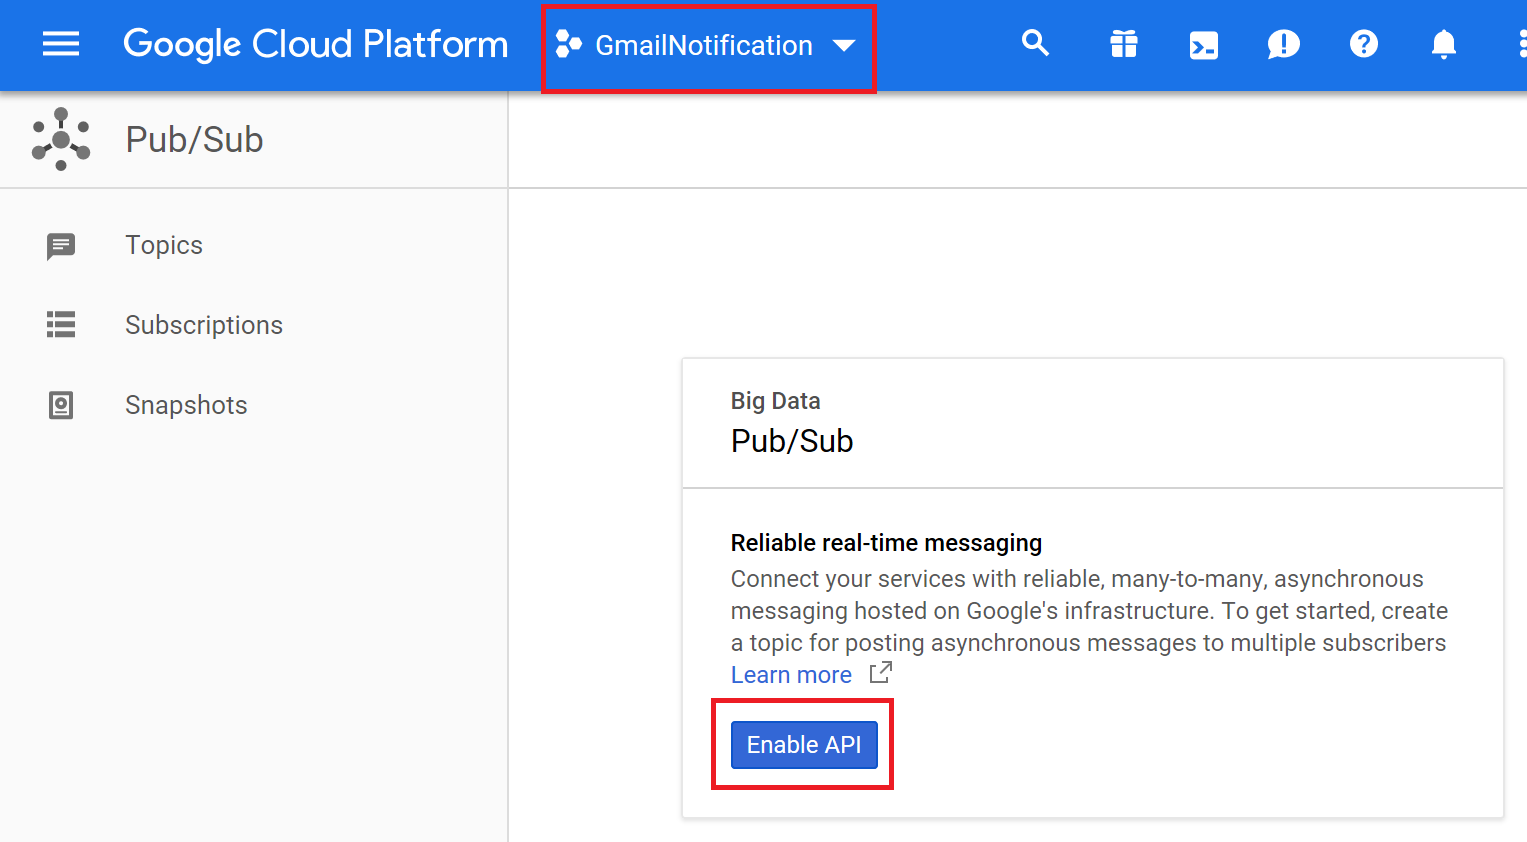 Google Cloud Platform
GmailNotification
Pub/Sub
Topics
Subscriptions
Snapshots
Big Data
Pub/Sub
Reliable real-time messaging
Connect your services with reliable, many-to-many, asynchronous
messaging hosted on Google's infrastructure. To get started, create
a topic for posting asynchronous messages to multiple subscribers
Learn more
Enable API